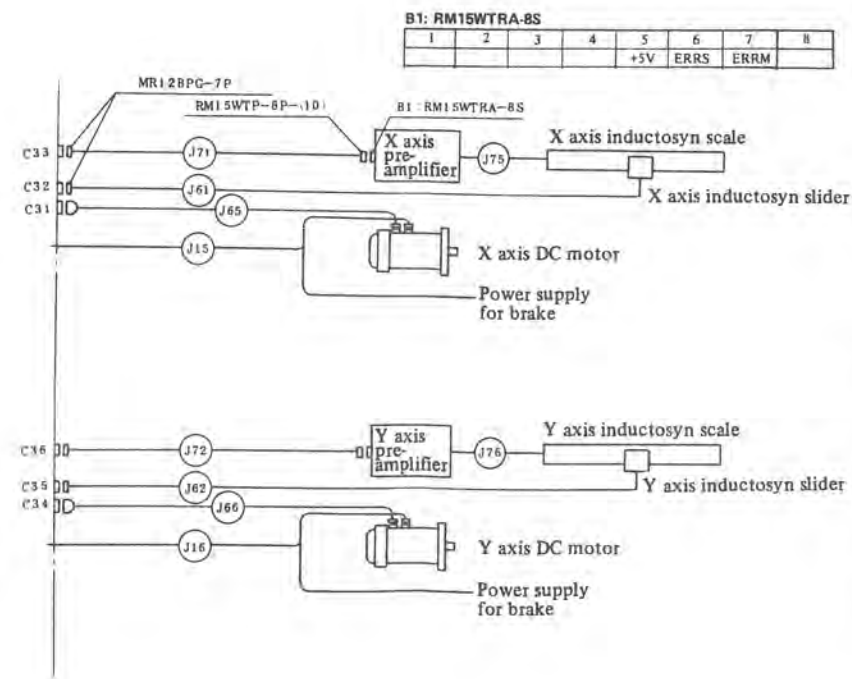 B1: RM15WTRA-8S
1 2 3 4 5 6 7 8
+5V ERRS ERRM
MR12BPG-7P
RM15WTP-8P-(10) B1:RM15WTRA-8S
C33 J71 X axis pre-amplifier J75 X axis inductosyn scale
C32 J61 X axis inductosyn slider
C31 J65
J15 X axis DC motor
Power supply
for brake
C36 J72 Y axis pre-amplifier J76 Y axis inductosyn scale
C35 J62 Y axis inductosyn slider
C34 J66
J16 Y axis DC motor
Power supply
for brake